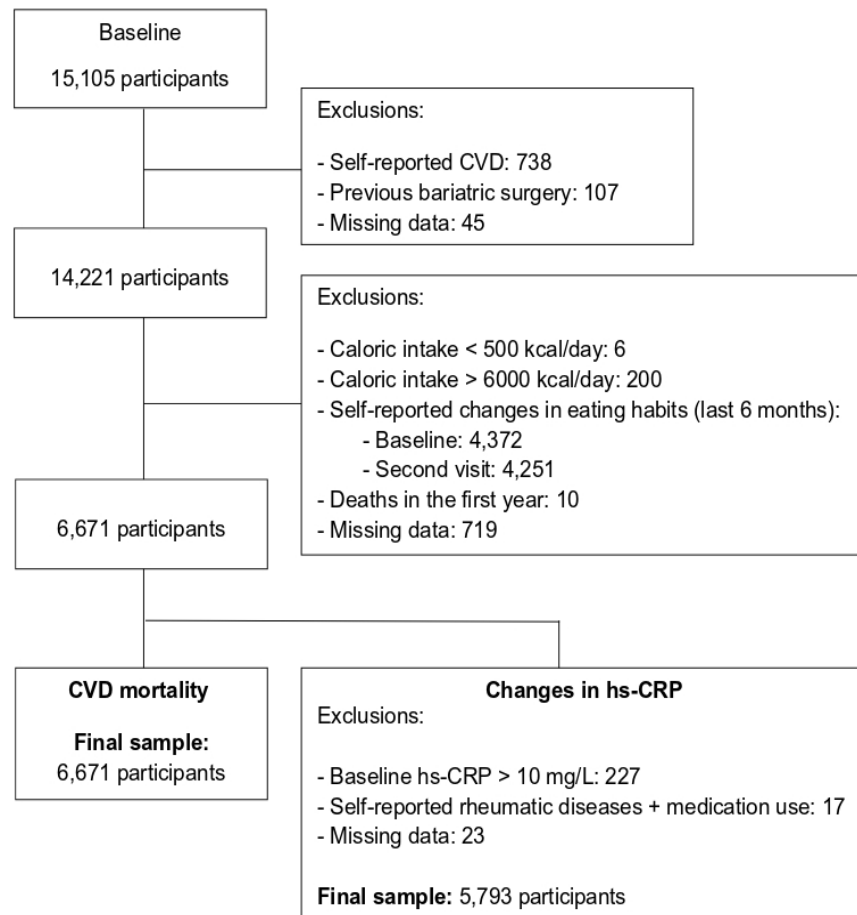 Baseline
15,105 participants
Exclusions:
- Self-reported CVD: 738
- Previous bariatric surgery: 107
- Missing data: 45
14,221 participants
Exclusions:
- Caloric intake < 500 kcal/day: 6
- Caloric intake > 6000 kcal/day: 200
- Self-reported changes in eating habits (last 6 months):
- Baseline: 4,372
- Second visit: 4,251
- Deaths in the first year: 10
- Missing data: 719
6,671 participants
CVD mortality
Final sample:
6,671 participants
Changes in hs-CRP
Exclusions:
- Baseline hs-CRP > 10 mg/L: 227
- Self-reported rheumatic diseases + medication use: 17
- Missing data: 23
Final sample: 5,793 participants